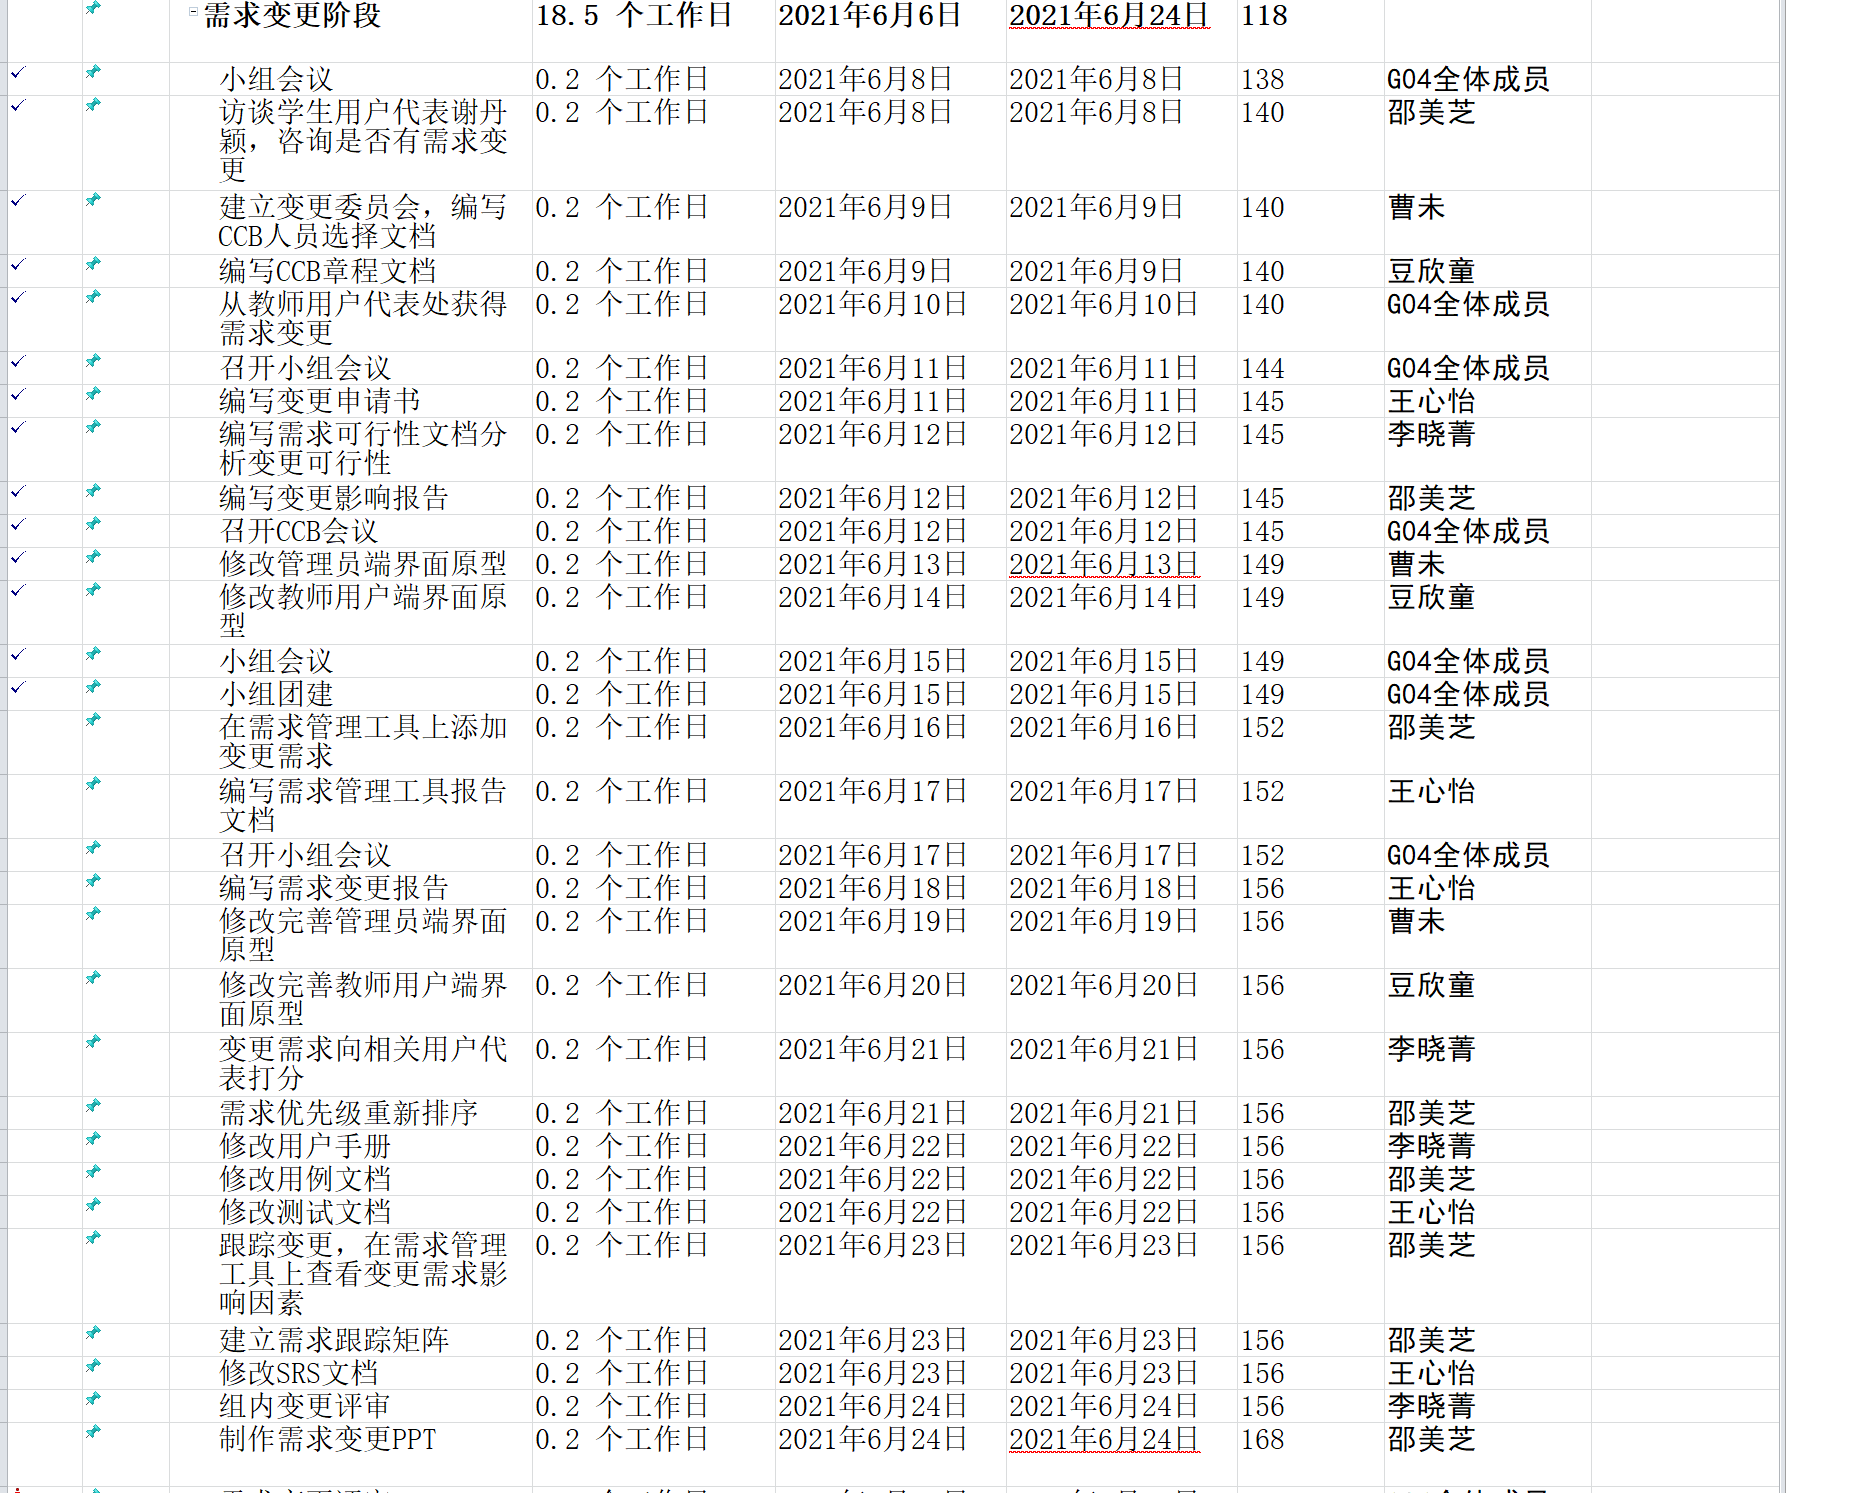 需求变更阶段 18.5 个工作日 2021年6月6日 2021年6月24日 118
小组会议 0.2 个工作日 2021年6月8日 2021年6月8日 138 G04全体成员
访谈学生用户代表谢丹 0.2 个工作日 2021年6月8日 2021年6月8日 140 邵美芝
颖，咨询是否有需求变
更
建立变更委员会，编写 0.2 个工作日 2021年6月9日 2021年6月9日 140 曹未
CCB人员选择文档
编写CCB章程文档 0.2 个工作日 2021年6月9日 2021年6月9日 140 豆欣童
从教师用户代表处获得 0.2 个工作日 2021年6月10日 2021年6月10日 140 G04全体成员
需求变更
召开小组会议 0.2 个工作日 2021年6月11日 2021年6月11日 144 G04全体成员
编写变更申请书 0.2 个工作日 2021年6月11日 2021年6月11日 145 王心怡
编写需求可行性文档分 0.2 个工作日 2021年6月12日 2021年6月12日 145 李晓菁
析变更可行性
编写变更影响报告 0.2 个工作日 2021年6月12日 2021年6月12日 145 邵美芝
召开CCB会议 0.2 个工作日 2021年6月12日 2021年6月12日 145 G04全体成员
修改管理员端界面原型 0.2 个工作日 2021年6月13日 2021年6月13日 149 曹未
修改教师用户端界面原 0.2 个工作日 2021年6月14日 2021年6月14日 149 豆欣童
型
小组会议 0.2 个工作日 2021年6月15日 2021年6月15日 149 G04全体成员
小组团建 0.2 个工作日 2021年6月15日 2021年6月15日 149 G04全体成员
在需求管理工具上添加 0.2 个工作日 2021年6月16日 2021年6月16日 152 邵美芝
变更需求
编写需求管理工具报告 0.2 个工作日 2021年6月17日 2021年6月17日 152 王心怡
文档
召开小组会议 0.2 个工作日 2021年6月17日 2021年6月17日 152 G04全体成员
编写需求变更报告 0.2 个工作日 2021年6月18日 2021年6月18日 156 王心怡
修改完善管理员端界面 0.2 个工作日 2021年6月19日 2021年6月19日 156 曹未
原型
修改完善教师用户端界 0.2 个工作日 2021年6月20日 2021年6月20日 156 豆欣童
面原型
变更需求向相关用户代 0.2 个工作日 2021年6月21日 2021年6月21日 156 李晓菁
表打分
需求优先级重新排序 0.2 个工作日 2021年6月21日 2021年6月21日 156 邵美芝
修改用户手册 0.2 个工作日 2021年6月22日 2021年6月22日 156 李晓菁
修改用例文档 0.2 个工作日 2021年6月22日 2021年6月22日 156 邵美芝
修改测试文档 0.2 个工作日 2021年6月22日 2021年6月22日 156 王心怡
跟踪变更，在需求管理 0.2 个工作日 2021年6月23日 2021年6月23日 156 邵美芝
工具上查看变更需求影
响因素
建立需求跟踪矩阵 0.2 个工作日 2021年6月23日 2021年6月23日 156 邵美芝
修改SRS文档 0.2 个工作日 2021年6月23日 2021年6月23日 156 王心怡
组内变更评审 0.2 个工作日 2021年6月24日 2021年6月24日 156 李晓菁
制作需求变更PPT 0.2 个工作日 2021年6月24日 2021年6月24日 168 邵美芝